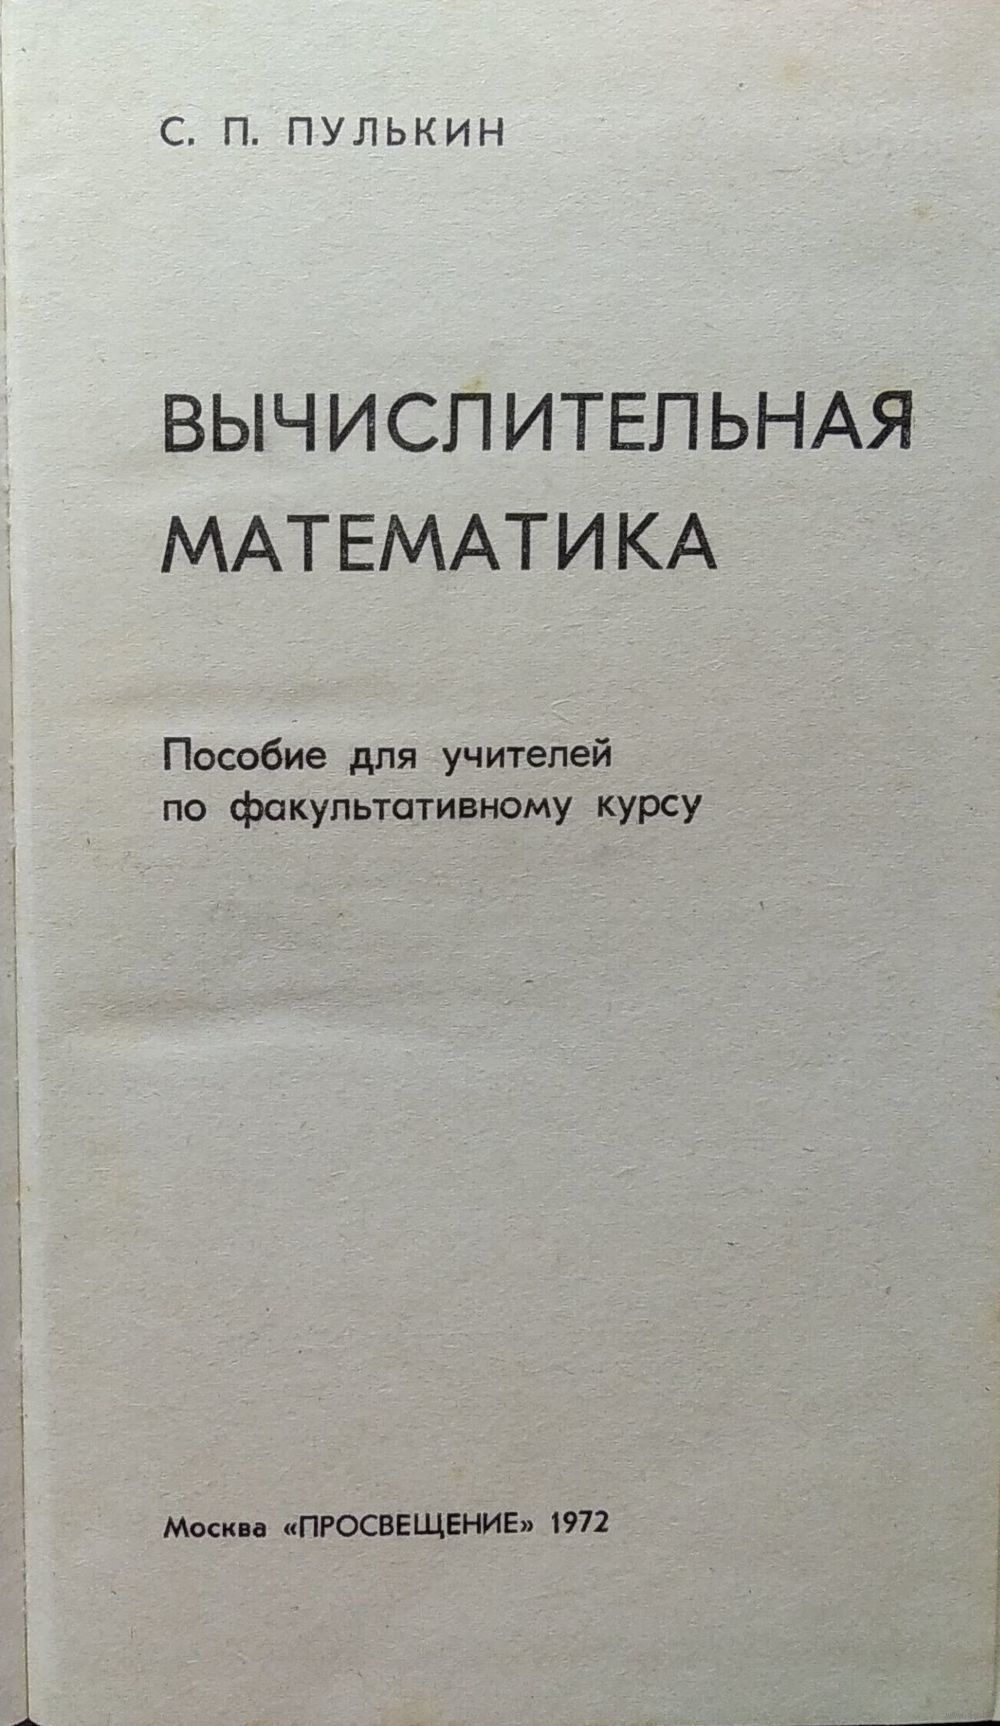 С. П. ПУЛЬКИН
ВЫЧИСЛИТЕЛЬНАЯ
МАТЕМАТИКА
Пособие для учителей
по факультативному курсу
Москва «ПРОСВЕЩЕНИЕ» 1972